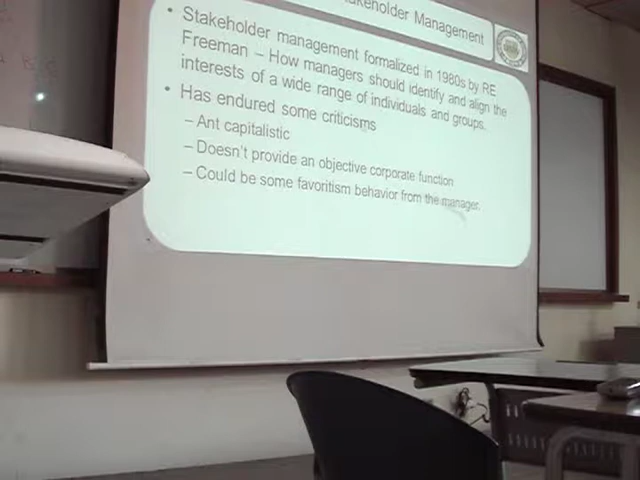 Stakeholder Management
• Stakeholder management formalized in 1980s by RE
Freeman – How managers should identify and align the
interests of a wide range of individuals and groups.
• Has endured some criticisms
– Ant capitalistic
– Doesn't provide an objective corporate function
– Could be some favoritism behavior from the manager.